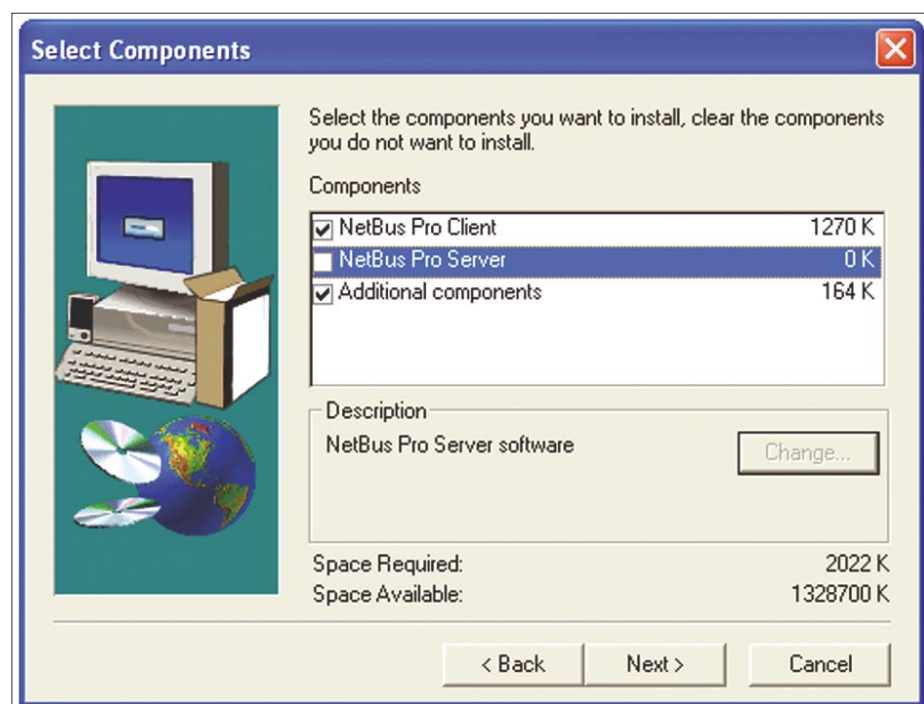 Select Components
Select the components you want to install, clear the components
you do not want to install.
Components
NetBus Pro Client 1270 K
NetBus Pro Server 0 K
Additional components 164 K
Description
NetBus Pro Server software
Change...
Space Required: 2022 K
Space Available: 1328700 K
< Back Next > Cancel